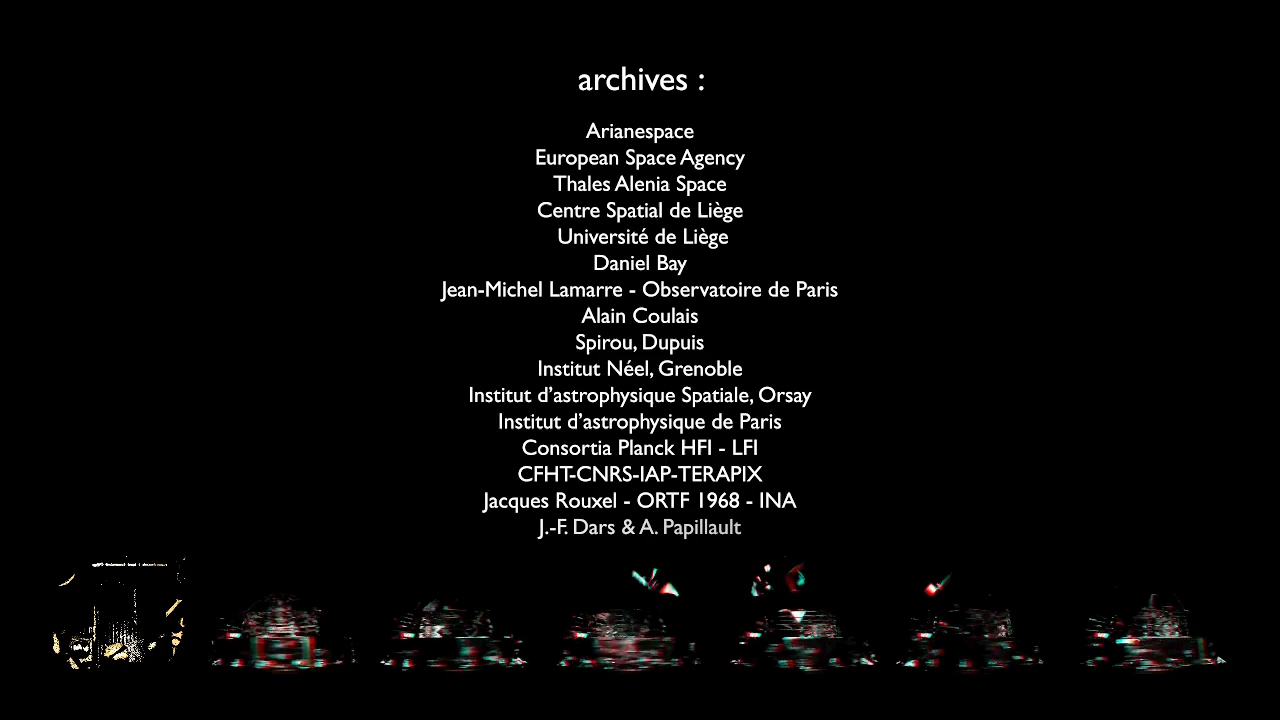 archives :
Arianespace
European Space Agency
Thales Alenia Space
Centre Spatial de Liège
Université de Liège
Daniel Bay
Jean-Michel Lamarre - Observatoire de Paris
Alain Coulais
Spirou, Dupuis
Institut Néel, Grenoble
Institut d’astrophysique Spatiale, Orsay
Institut d’astrophysique de Paris
Consortia Planck HFI - LFI
CFHT-CNRS-IAP-TERAPIX
Jacques Rouxel - ORTF 1968 - INA
J.-F. Dars & A. Papillault